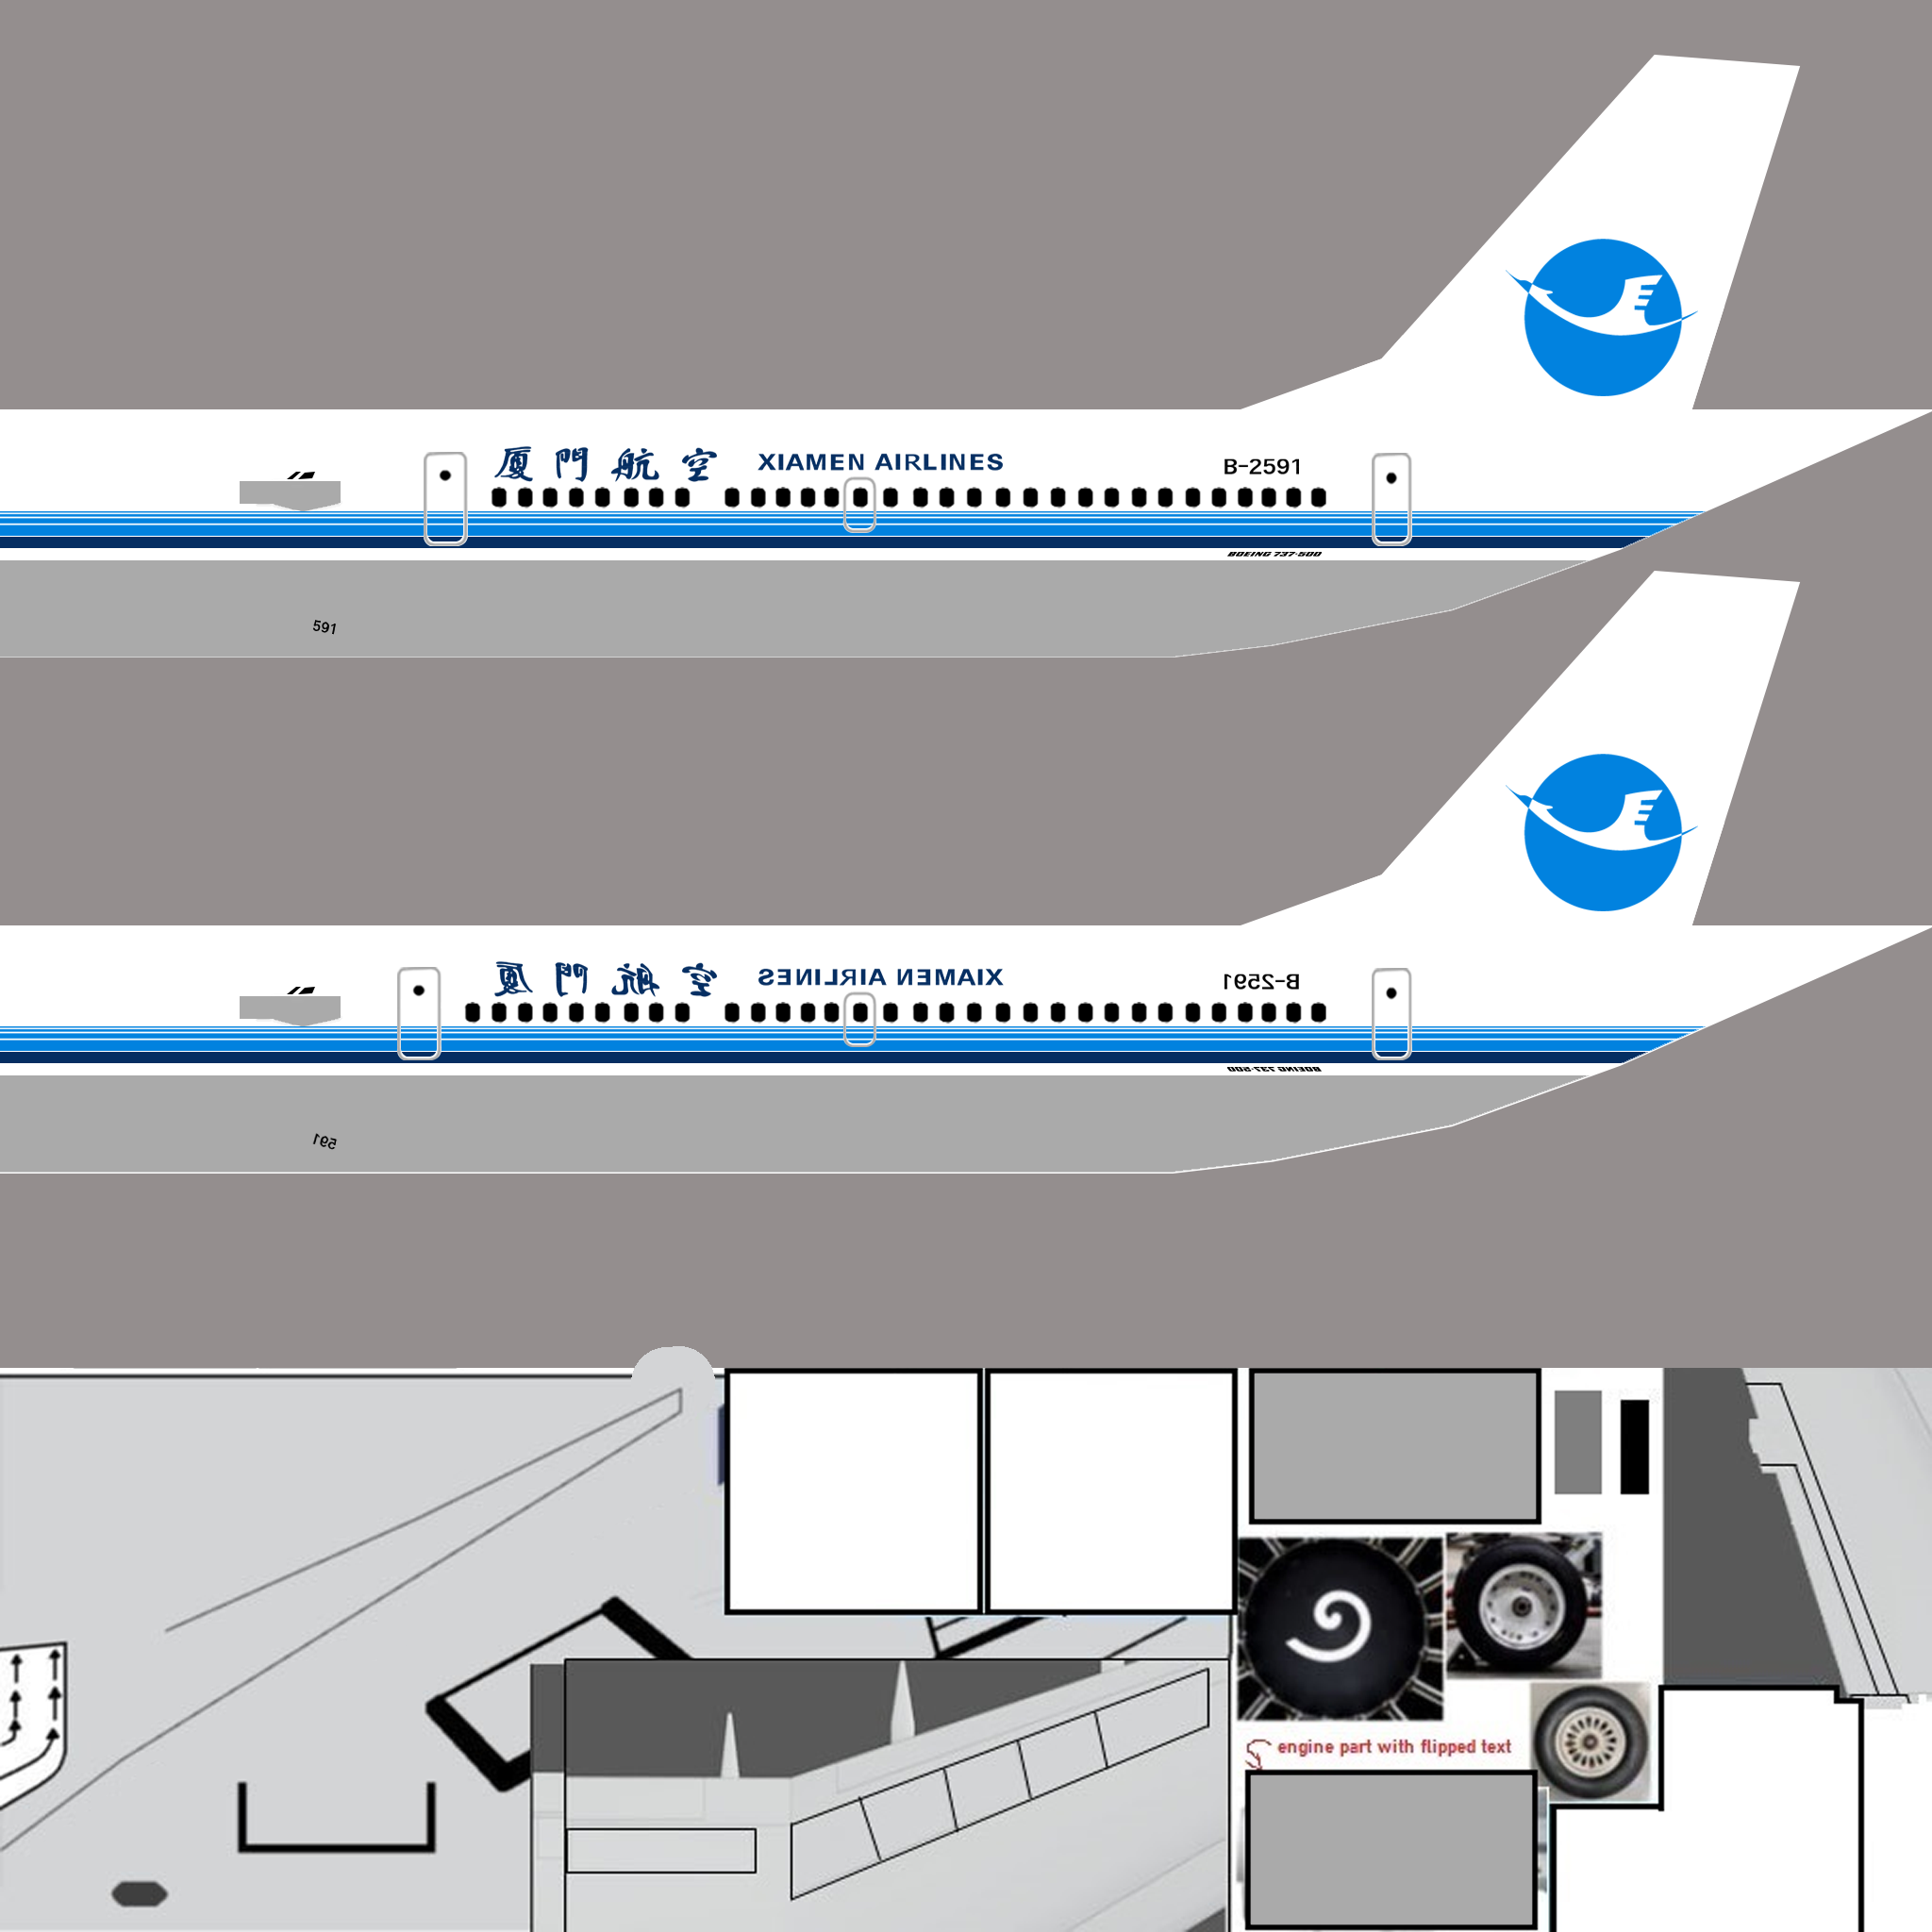 厦門航空 XIAMEN AIRLINES B-2591
BOEING 737-500
591
厦門航空 XIAMEN AIRLINES B-2591
BOEING 737-500
591
engine part with flipped text